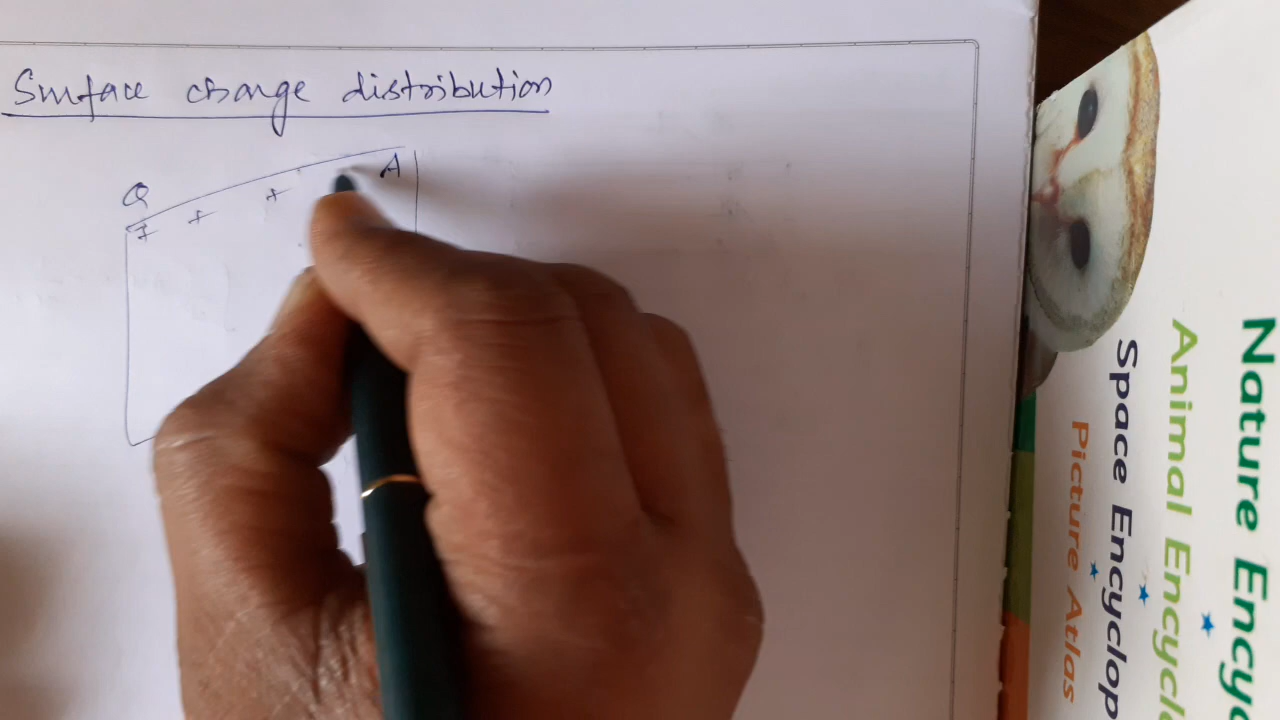 Surface charge distribution
Q
A
+ + +
Nature Ency
Animal Encycl
Space Encyclop
Picture Atlas